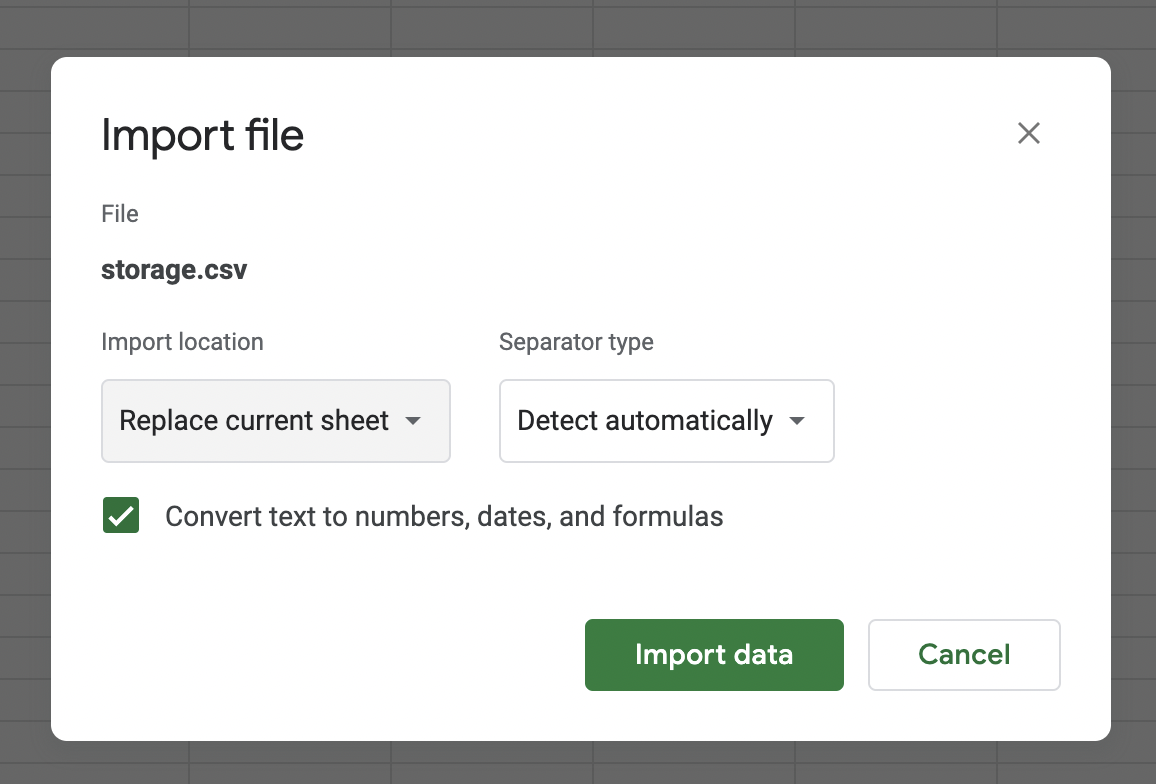 Import file
File
storage.csv
Import location
Separator type
Replace current sheet
Detect automatically
Convert text to numbers, dates, and formulas
Import data
Cancel